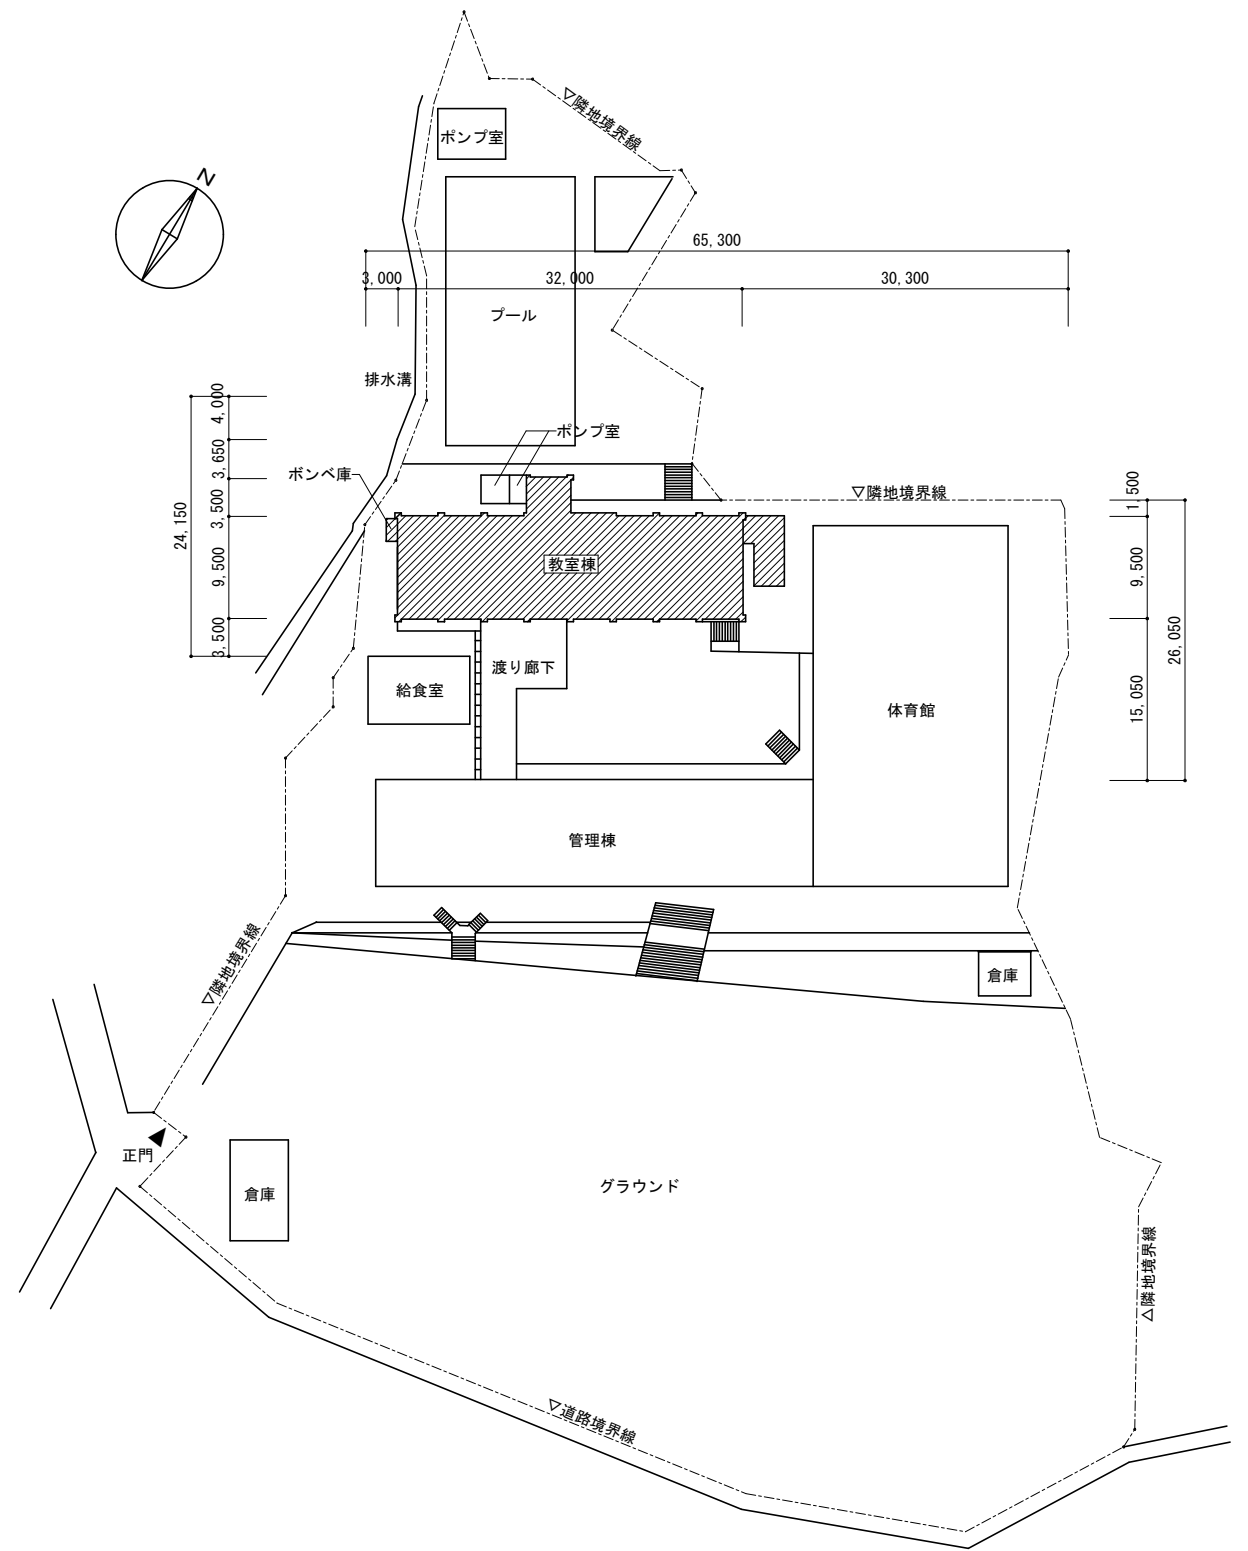 ▽隣地境界線
ポンプ室
N
65,300
3,000
32,000
30,300
プール
排水溝
4,000
3,650
3,500
9,500
3,500
24,150
ポンプ室
ボンベ庫
▽隣地境界線
1,500
9,500
15,050
26,050
教室棟
渡り廊下
給食室
体育館
管理棟
▽隣地境界線
倉庫
正門
倉庫
グラウンド
△隣地境界線
▽道路境界線